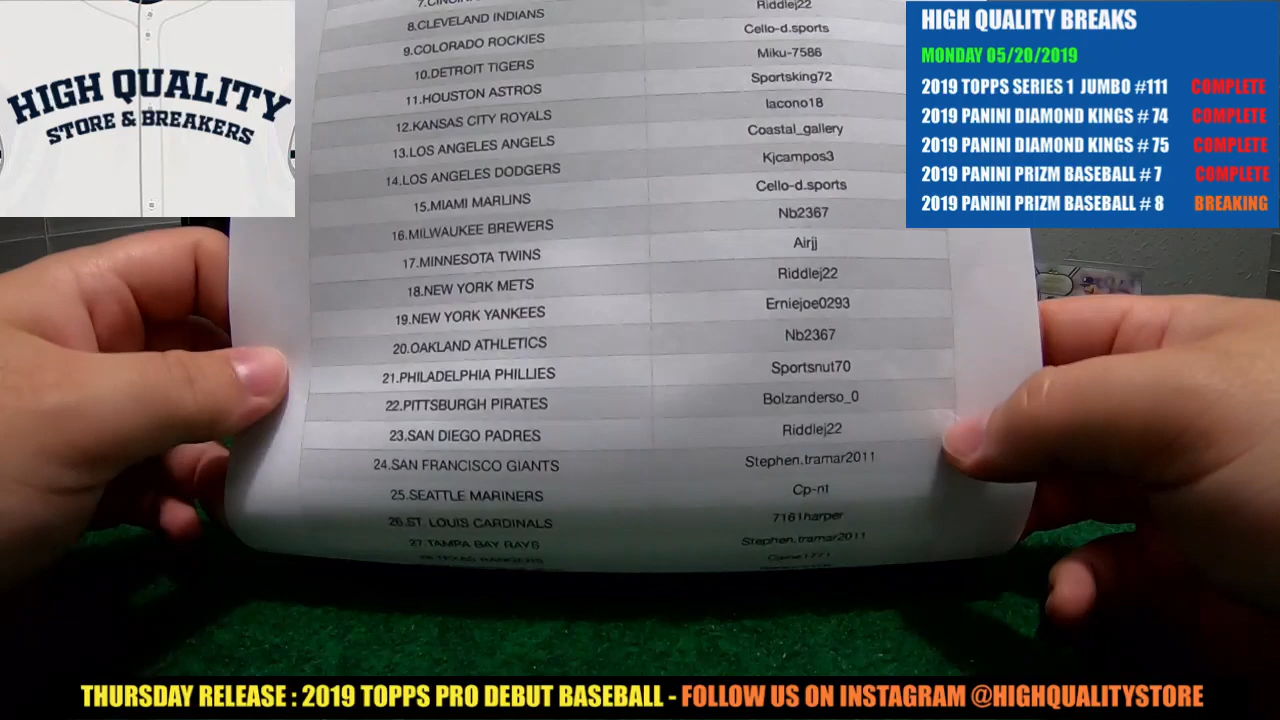 HIGH QUALITY
STORE & BREAKERS
HIGH QUALITY BREAKS
MONDAY 05/20/2019
2019 TOPPS SERIES 1 JUMBO #111 COMPLETE
2019 PANINI DIAMOND KINGS # 74 COMPLETE
2019 PANINI DIAMOND KINGS # 75 COMPLETE
2019 PANINI PRIZM BASEBALL # 7 COMPLETE
2019 PANINI PRIZM BASEBALL # 8 BREAKING
Riddlej22
8.CLEVELAND INDIANS Cello-d.sports
9.COLORADO ROCKIES Miku-7586
10.DETROIT TIGERS Sportsking72
11.HOUSTON ASTROS Iacono18
12.KANSAS CITY ROYALS Coastal_gallery
13.LOS ANGELES ANGELS Kjcampos3
14.LOS ANGELES DODGERS Cello-d.sports
15.MIAMI MARLINS Nb2367
16.MILWAUKEE BREWERS Airjj
17.MINNESOTA TWINS Riddlej22
18.NEW YORK METS Erniejoe0293
19.NEW YORK YANKEES Nb2367
20.OAKLAND ATHLETICS Sportsnut70
21.PHILADELPHIA PHILLIES Bolzanderso_0
22.PITTSBURGH PIRATES Riddlej22
23.SAN DIEGO PADRES Stephen.tramar2011
24.SAN FRANCISCO GIANTS Cp-n1
25.SEATTLE MARINERS 7161harper
26.ST. LOUIS CARDINALS Stephen.tramar2011
27.TAMPA BAY RAYS
28.TEXAS RANGERS
THURSDAY RELEASE : 2019 TOPPS PRO DEBUT BASEBALL - FOLLOW US ON INSTAGRAM @HIGHQUALITYSTORE